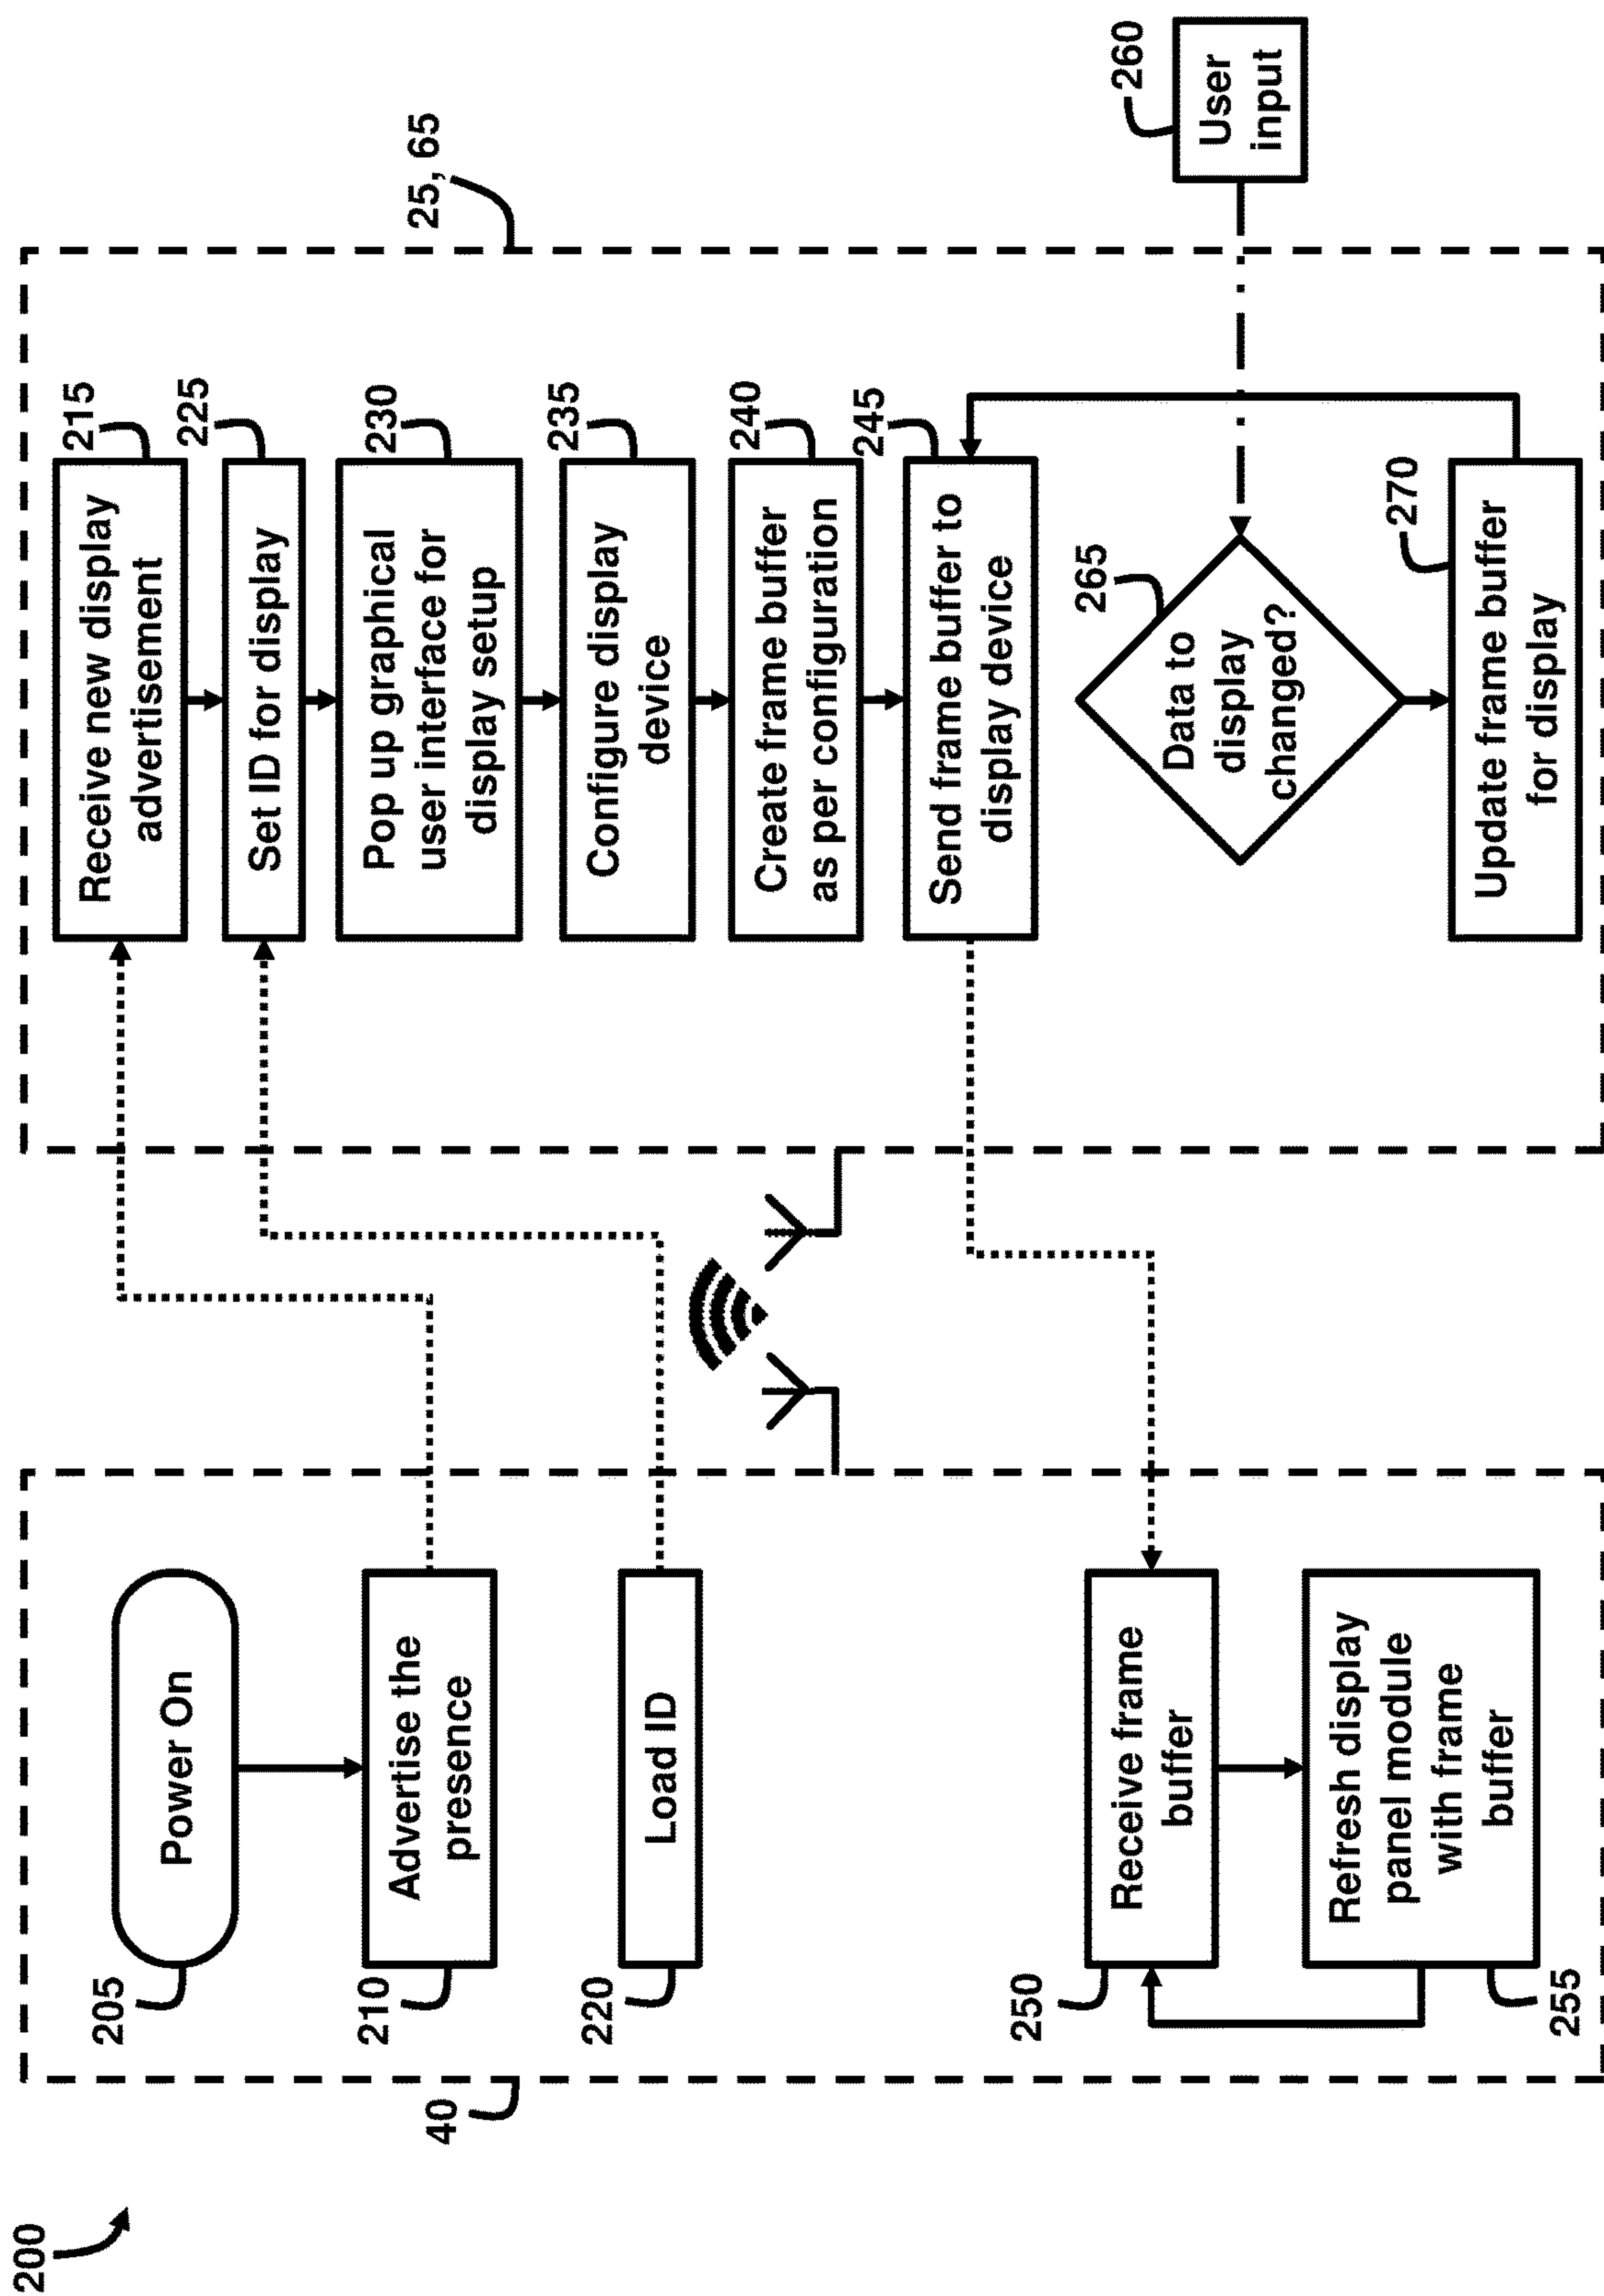 200
40
205
Power On
210
Advertise the
presence
220
Load ID
250
Receive frame
buffer
255
Refresh display
panel module
with frame
buffer
25, 65
215
Receive new display
advertisement
225
Set ID for display
230
Pop up graphical
user interface for
display setup
235
Configure display
device
240
Create frame buffer
as per configuration
245
Send frame buffer to
display device
260
User
input
265
Data to
display
changed?
270
Update frame buffer
for display